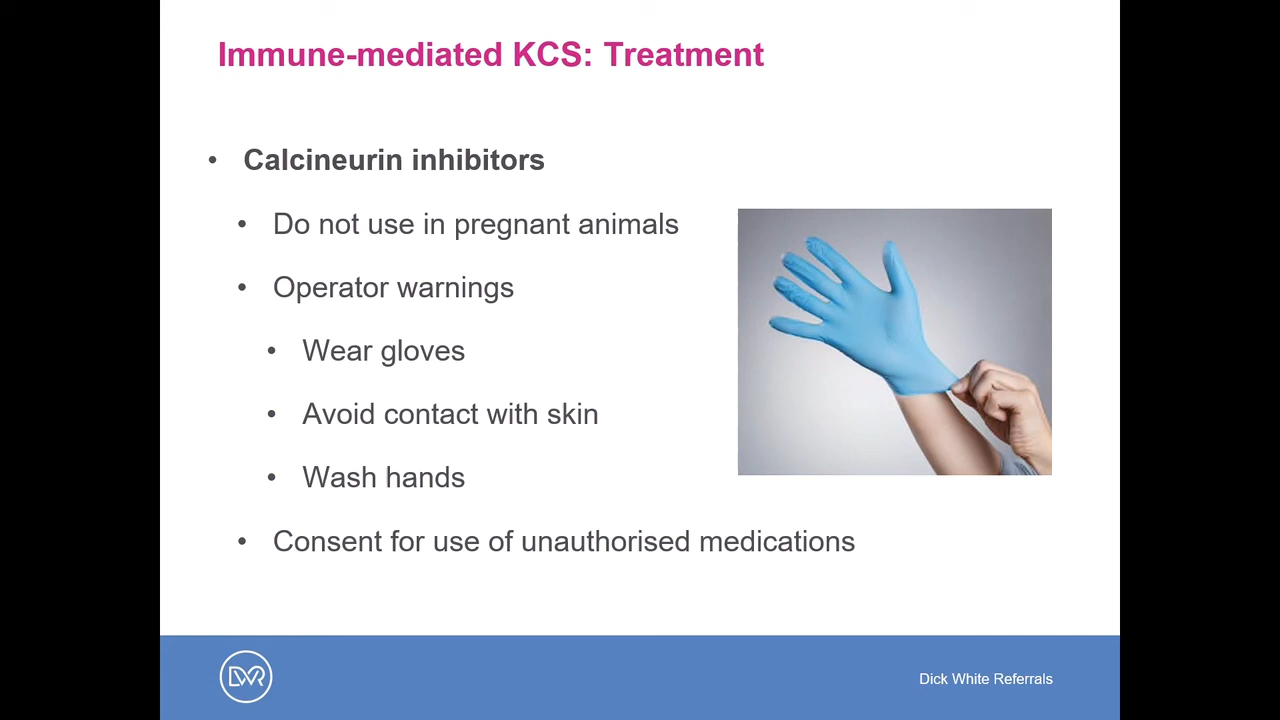 Immune-mediated KCS: Treatment
• Calcineurin inhibitors
• Do not use in pregnant animals
• Operator warnings
• Wear gloves
• Avoid contact with skin
• Wash hands
• Consent for use of unauthorised medications
DWR
Dick White Referrals